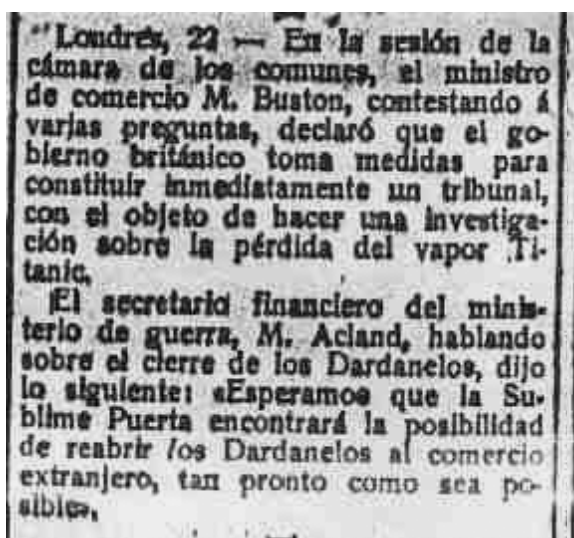 "Londres, 22 — En la sesión de la
cámara de los comunes, el ministro
de comercio M. Buston, contestando á
varias preguntas, declaró que el go-
bierno británico toma medidas para
constituir inmediatamente un tribunal,
con el objeto de hacer una investiga-
ción sobre la pérdida del vapor Ti-
tanic.
El secretario financiero del minis-
terio de guerra, M. Acland, hablando
sobre el cierre de los Dardanelos, dijo
lo siguiente: «Esperamos que la Su-
blime Puerta encontrará la posibilidad
de reabrir los Dardanelos al comercio
extranjero, tan pronto como sea po-
sible».